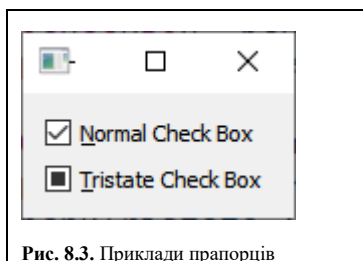 Normal Check Box
Tristate Check Box
Рис. 8.3. Приклади прапорців